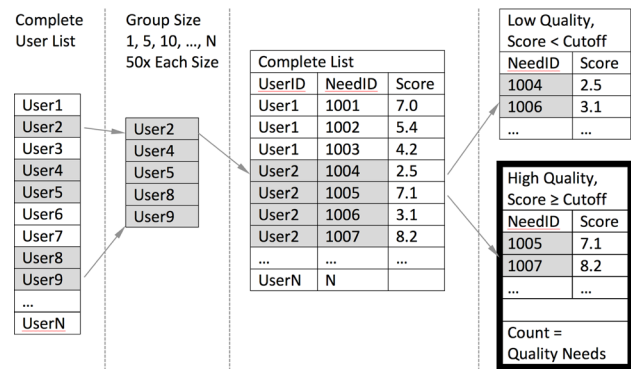 Complete
User List
User1
User2
User3
User4
User5
User6
User7
User8
User9
...
UserN
Group Size
1, 5, 10, ..., N
50x Each Size
User2
User4
User5
User8
User9
Complete List
UserID NeedID Score
User1 1001 7.0
User1 1002 5.4
User1 1003 4.2
User2 1004 2.5
User2 1005 7.1
User2 1006 3.1
User2 1007 8.2
... ... ...
UserN N
Low Quality,
Score < Cutoff
NeedID Score
1004 2.5
1006 3.1
... ...
High Quality,
Score ≥ Cutoff
NeedID Score
1005 7.1
1007 8.2
... ...
Count =
Quality Needs